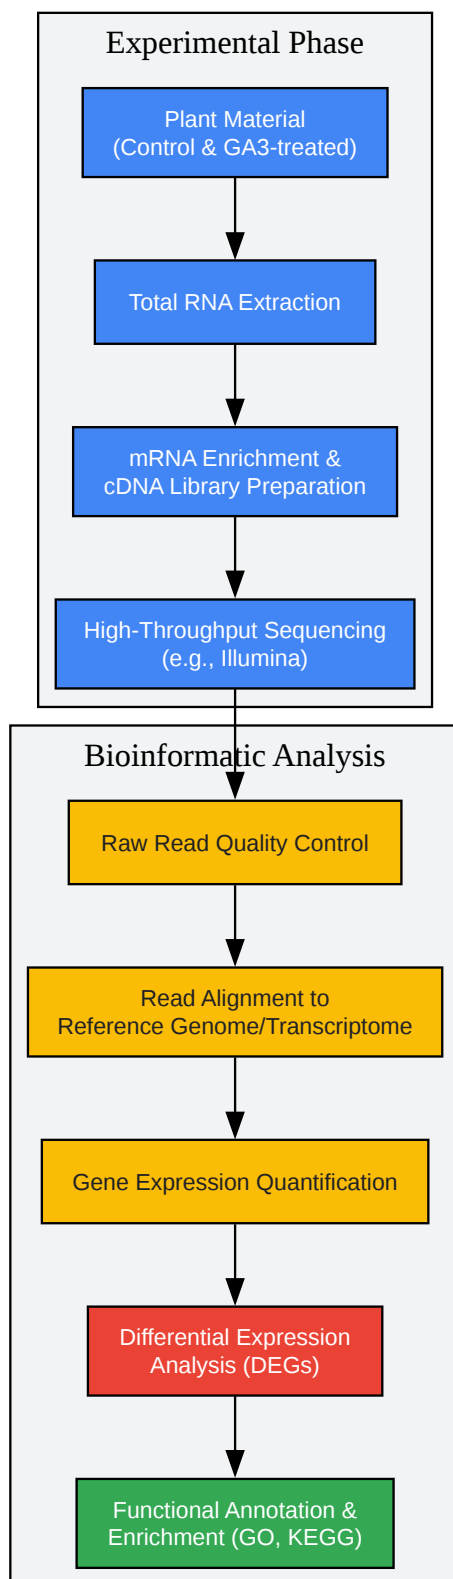 Experimental Phase
Plant Material
(Control & GA3-treated)
Total RNA Extraction
mRNA Enrichment &
cDNA Library Preparation
High-Throughput Sequencing
(e.g., Illumina)
Bioinformatic Analysis
Raw Read Quality Control
Read Alignment to
Reference Genome/Transcriptome
Gene Expression Quantification
Differential Expression
Analysis (DEGs)
Functional Annotation &
Enrichment (GO, KEGG)